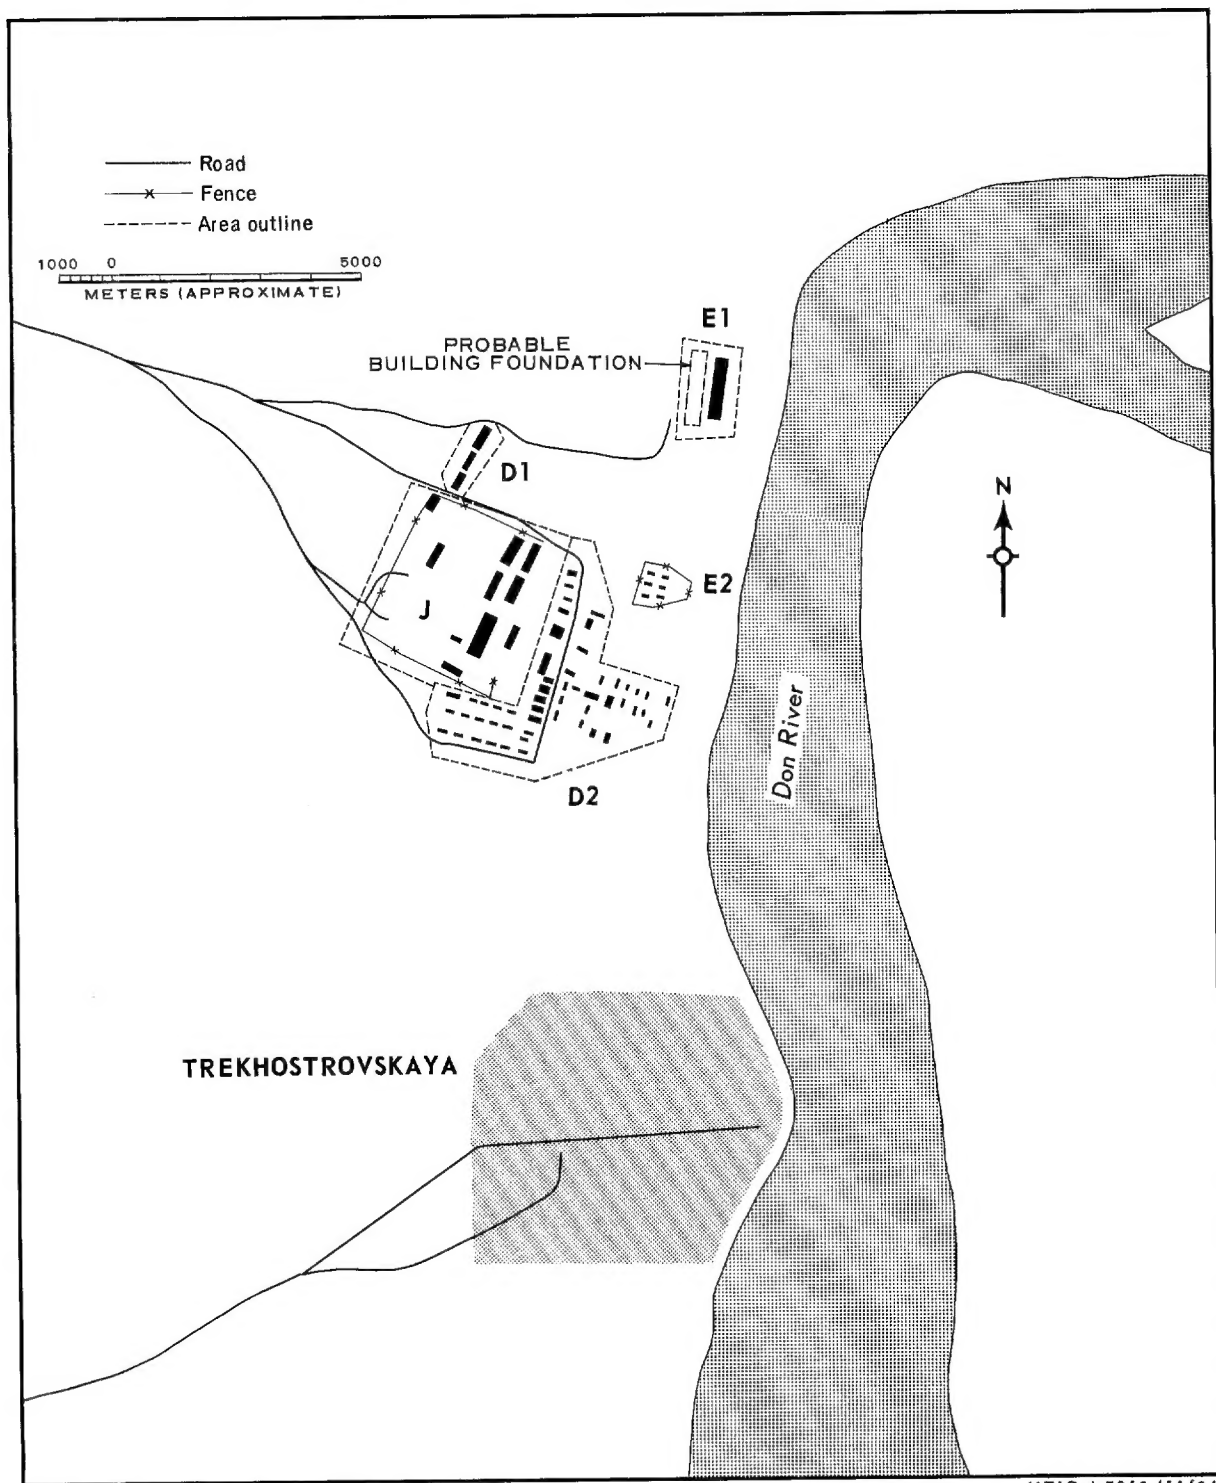 Road
Fence
Area outline
1000 0 5000
METERS (APPROXIMATE)
E1
PROBABLE
BUILDING FOUNDATION
D1
N
E2
J
Don River
D2
TREKHOSTROVSKAYA